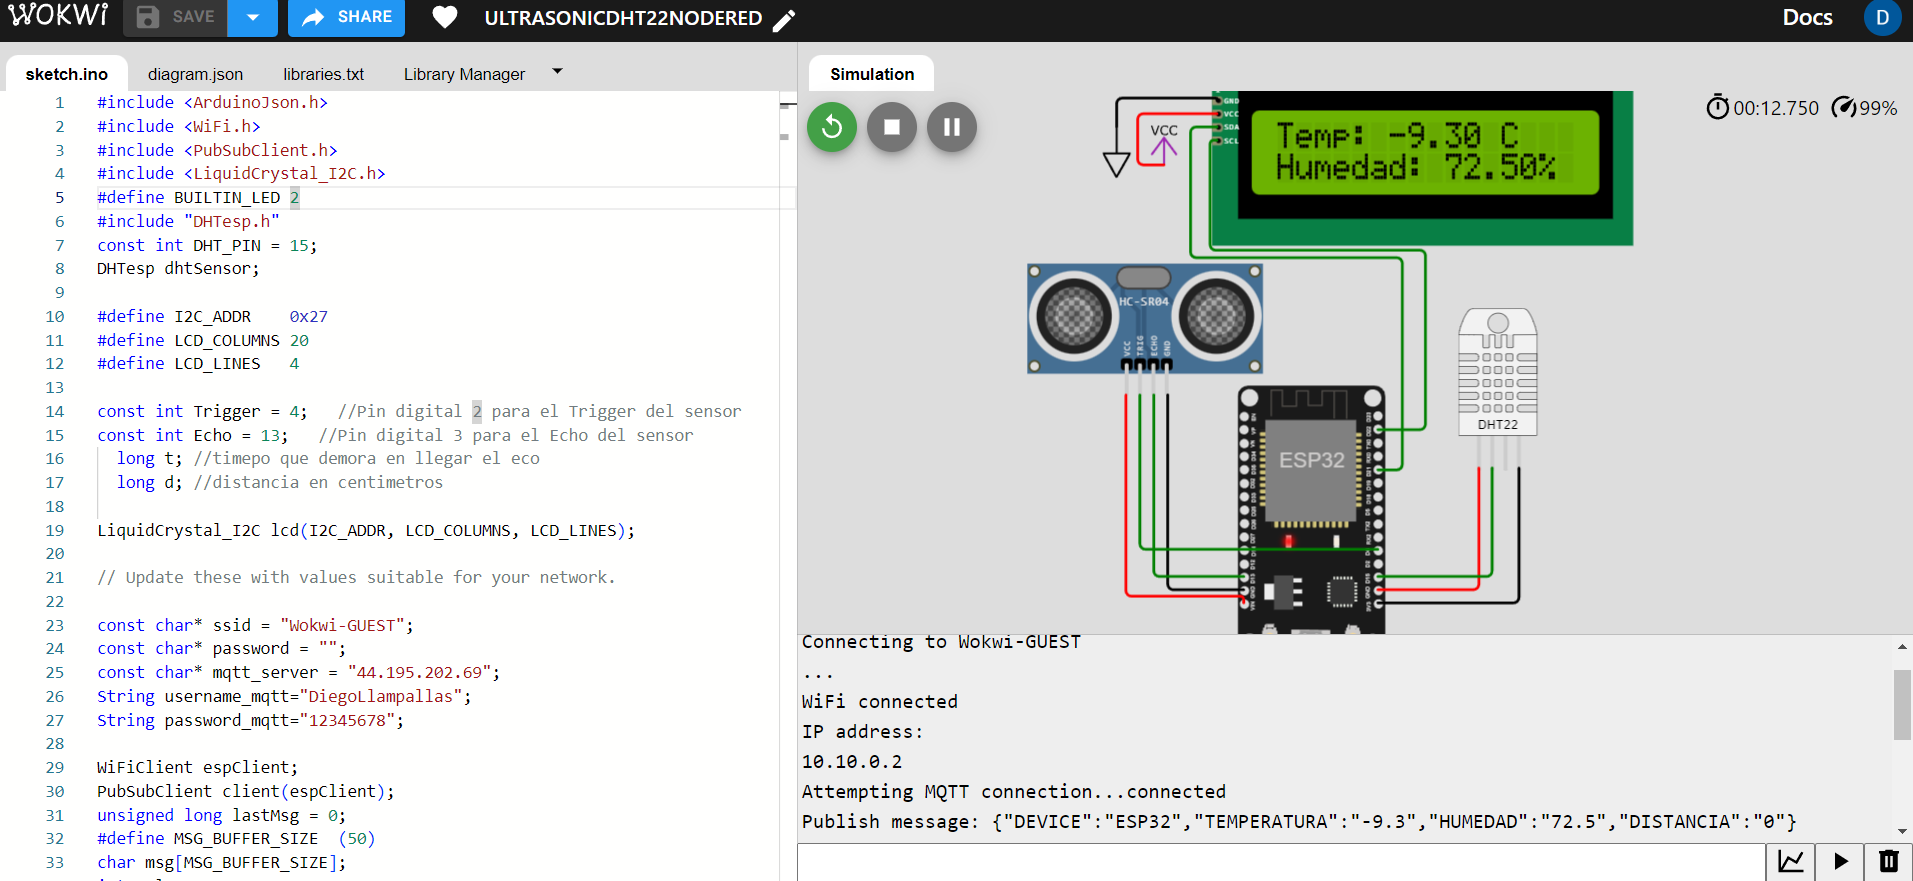 WOKWI SAVE SHARE ULTRASONICDHT22NODERED Docs D
sketch.ino diagram.json libraries.txt Library Manager
1 #include <ArduinoJson.h>
2 #include <WiFi.h>
3 #include <PubSubClient.h>
4 #include <LiquidCrystal_I2C.h>
5 #define BUILTIN_LED 2
6 #include "DHTesp.h"
7 const int DHT_PIN = 15;
8 DHTesp dhtSensor;
9
10 #define I2C_ADDR    0x27
11 #define LCD_COLUMNS 20
12 #define LCD_LINES   4
13
14 const int Trigger = 4;   //Pin digital 2 para el Trigger del sensor
15 const int Echo = 13;   //Pin digital 3 para el Echo del sensor
16   long t; //timepo que demora en llegar el eco
17   long d; //distancia en centimetros
18
19 LiquidCrystal_I2C lcd(I2C_ADDR, LCD_COLUMNS, LCD_LINES);
20
21 // Update these with values suitable for your network.
22
23 const char* ssid = "Wokwi-GUEST";
24 const char* password = "";
25 const char* mqtt_server = "44.195.202.69";
26 String username_mqtt="DiegoLlampallas";
27 String password_mqtt="12345678";
28
29 WiFiClient espClient;
30 PubSubClient client(espClient);
31 unsigned long lastMsg = 0;
32 #define MSG_BUFFER_SIZE  (50)
33 char msg[MSG_BUFFER_SIZE];
Simulation
00:12.750 99%
GND
VCC
SDA
SCL
VCC
Temp: -9.30 C
Humedad: 72.50%
HC-SR04
VCC TRIG ECHO GND
ESP32
DHT22
Connecting to Wokwi-GUEST
...
WiFi connected
IP address:
10.10.0.2
Attempting MQTT connection...connected
Publish message: {"DEVICE":"ESP32","TEMPERATURA":"-9.3","HUMEDAD":"72.5","DISTANCIA":"0"}